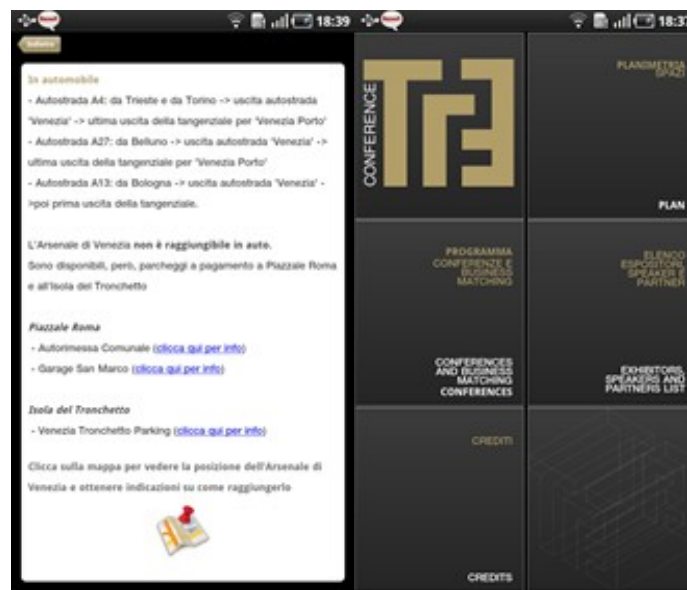 18:39
Indietro
In automobile
- Autostrada A4: da Trieste e da Torino -> uscita autostrada
'Venezia' -> ultima uscita della tangenziale per 'Venezia Porto'
- Autostrada A27: da Belluno -> uscita autostrada 'Venezia' ->
ultima uscita della tangenziale per 'Venezia Porto'
- Autostrada A13: da Bologna -> uscita autostrada 'Venezia' -
>poi prima uscita della tangenziale.
L'Arsenale di Venezia non è raggiungibile in auto.
Sono disponibili, però, parcheggi a pagamento a Piazzale Roma
e all'Isola del Tronchetto
Piazzale Roma
- Autorimessa Comunale (clicca qui per info)
- Garage San Marco (clicca qui per info)
Isola del Tronchetto
- Venezia Tronchetto Parking (clicca qui per info)
Clicca sulla mappa per vedere la posizione dell'Arsenale di
Venezia e ottenere indicazioni su come raggiungerlo
18:37
CONFERENCE
PLANIMETRIA
SPAZI
PLAN
PROGRAMMA
CONFERENZE E
BUSINESS
MATCHING
CONFERENCES
AND BUSINESS
MATCHING
CONFERENCES
ELENCO
ESPOSITORI,
SPEAKER E
PARTNER
EXHIBITORS,
SPEAKERS AND
PARTNERS LIST
CREDITI
CREDITS